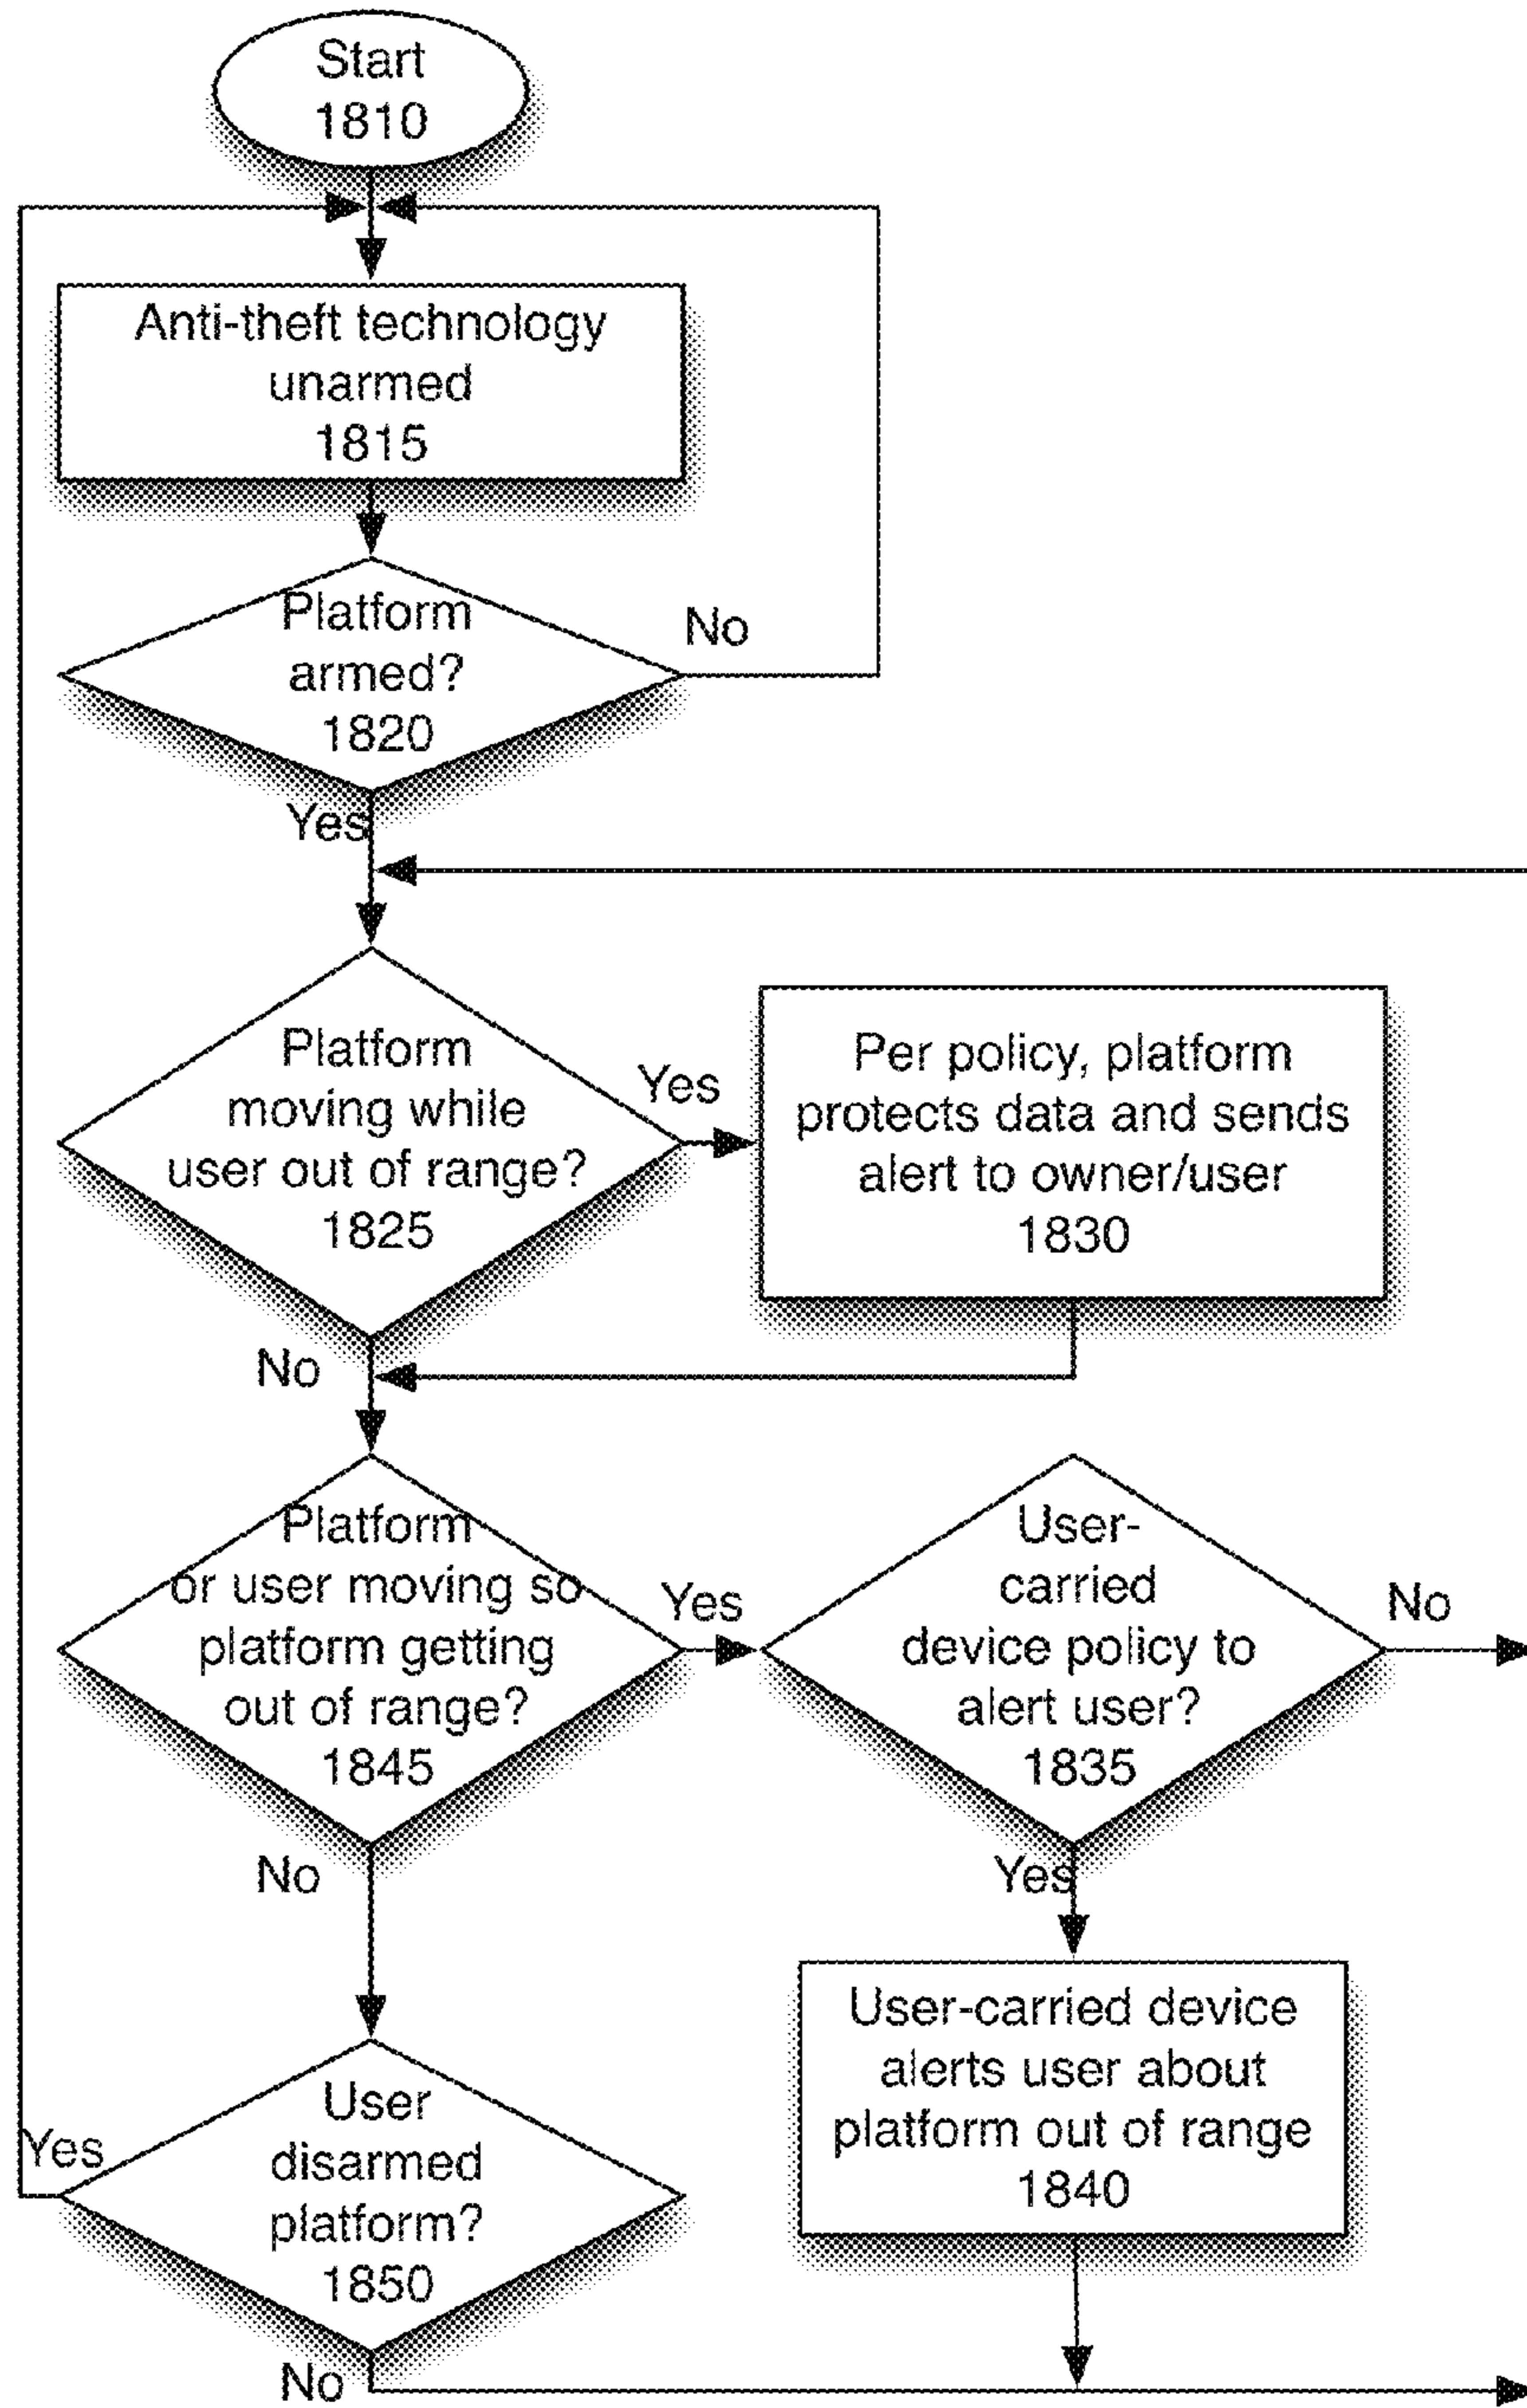 Start
1810
Anti-theft technology
unarmed
1815
Platform
armed?
1820
No
Yes
Platform
moving while
user out of range?
1825
Yes
Per policy, platform
protects data and sends
alert to owner/user
1830
No
Platform
or user moving so
platform getting
out of range?
1845
Yes
User-
carried
device policy to
alert user?
1835
No
No
Yes
User-carried device
alerts user about
platform out of range
1840
User
disarmed
platform?
1850
Yes
No